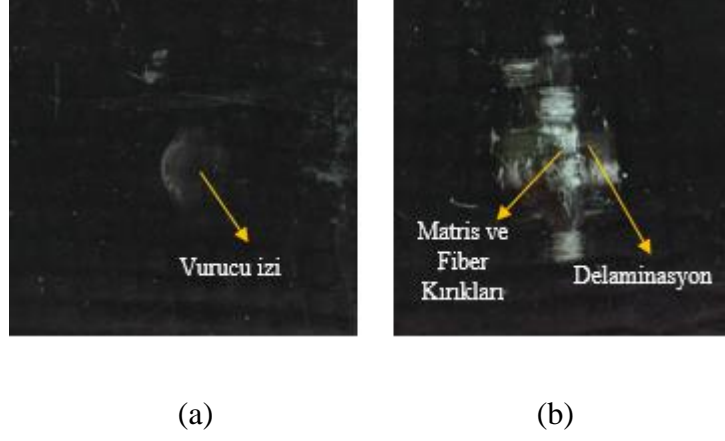 Vurucu izi
Matris ve
Fiber
Kırıkları
Delaminasyon
(a)
(b)